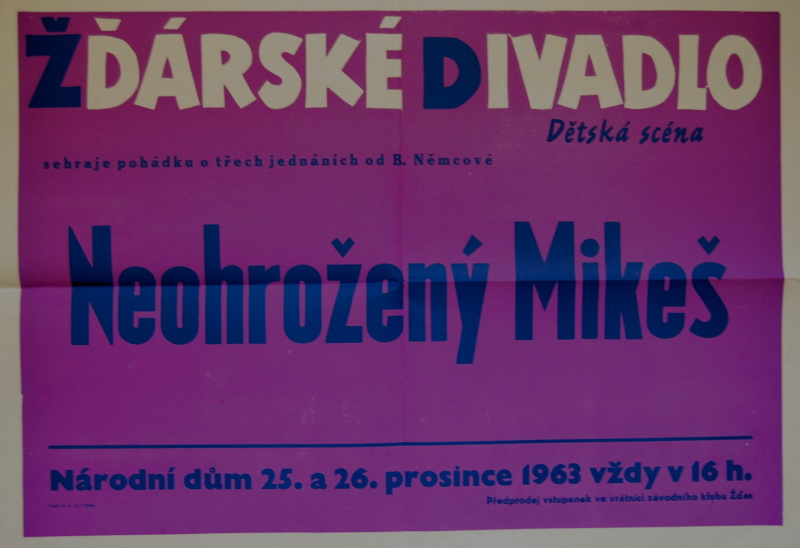 ŽĎÁRSKÉ DIVADLO
Dětská scéna
sehraje pohádku o třech jednáních od B. Němcové
Neohrožený Mikeš
Národní dům 25. a 26. prosince 1963 vždy v 16 h.
Předprodej vstupenek ve vrátnici závodního klubu Žďas